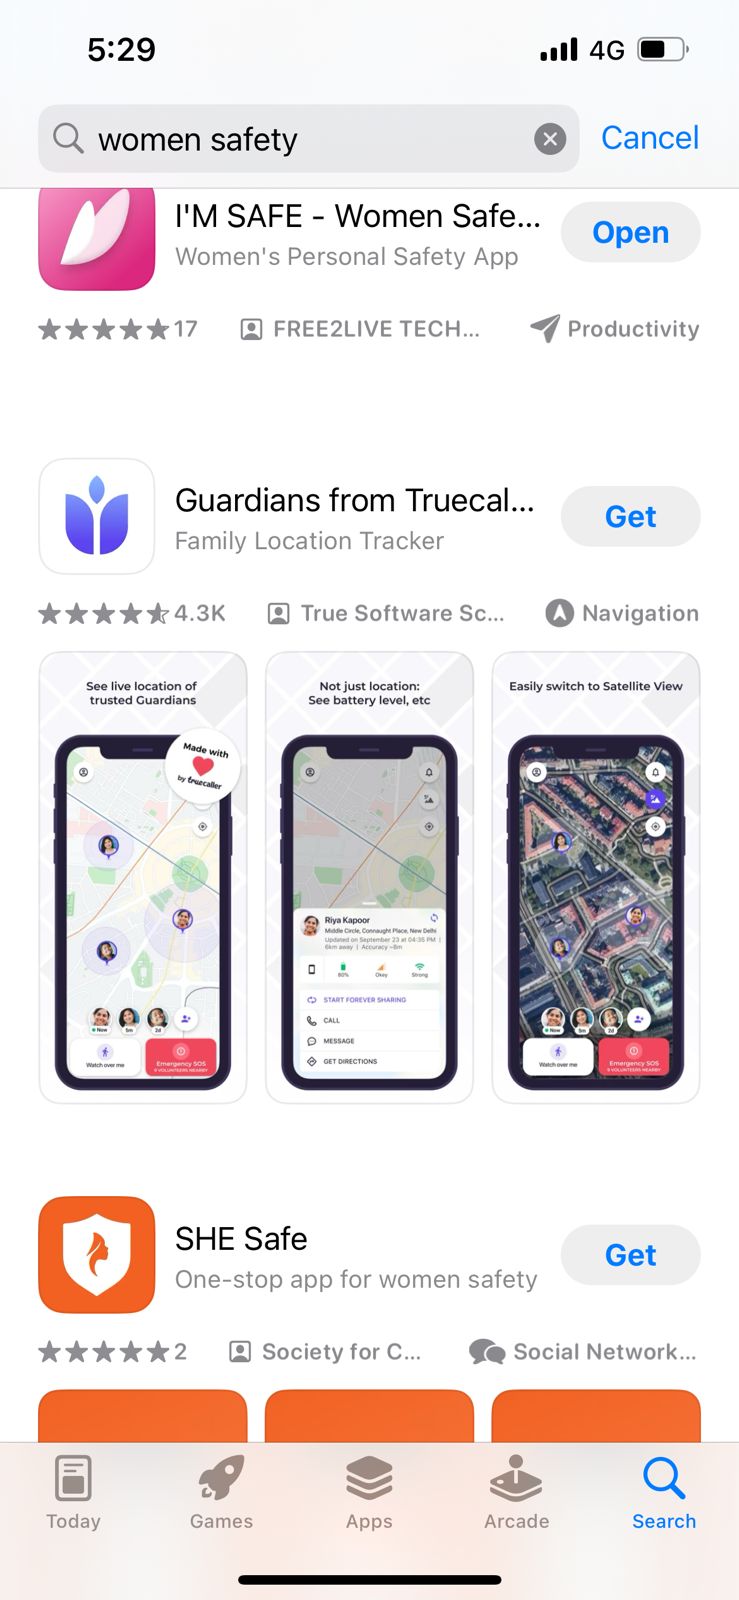 5:29
4G
women safety
Cancel
I'M SAFE - Women Safe...
Women's Personal Safety App
Open
17
FREE2LIVE TECH...
Productivity
Guardians from Truecal...
Family Location Tracker
Get
4.3K
True Software Sc...
Navigation
See live location of
trusted Guardians
Made with
by truecaller
Now
5m
2d
Watch over me
Emergency SOS
9 VOLUNTEERS NEARBY
Not just location:
See battery level, etc
Riya Kapoor
Middle Circle, Connaught Place, New Delhi
Updated on September 23 at 04:35 PM |
6km away | Accuracy ~8m
80%
Okey
Strong
START FOREVER SHARING
CALL
MESSAGE
GET DIRECTIONS
Easily switch to Satellite View
Now
5m
2d
Watch over me
Emergency SOS
9 VOLUNTEERS NEARBY
SHE Safe
One-stop app for women safety
Get
2
Society for C...
Social Network...
Today
Games
Apps
Arcade
Search